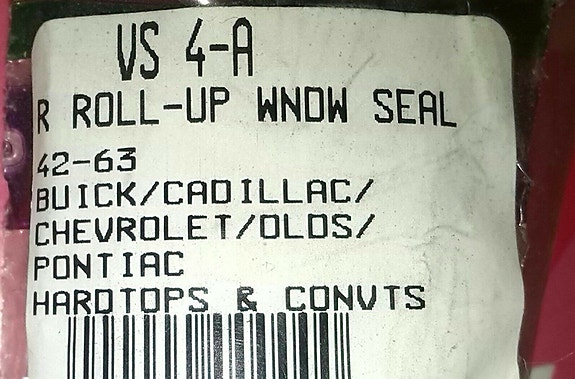 VS 4-A
R ROLL-UP WNDW SEAL
42-63
BUICK/CADILLAC/
CHEVROLET/OLDS/
PONTIAC
HARDTOPS & CONVTS